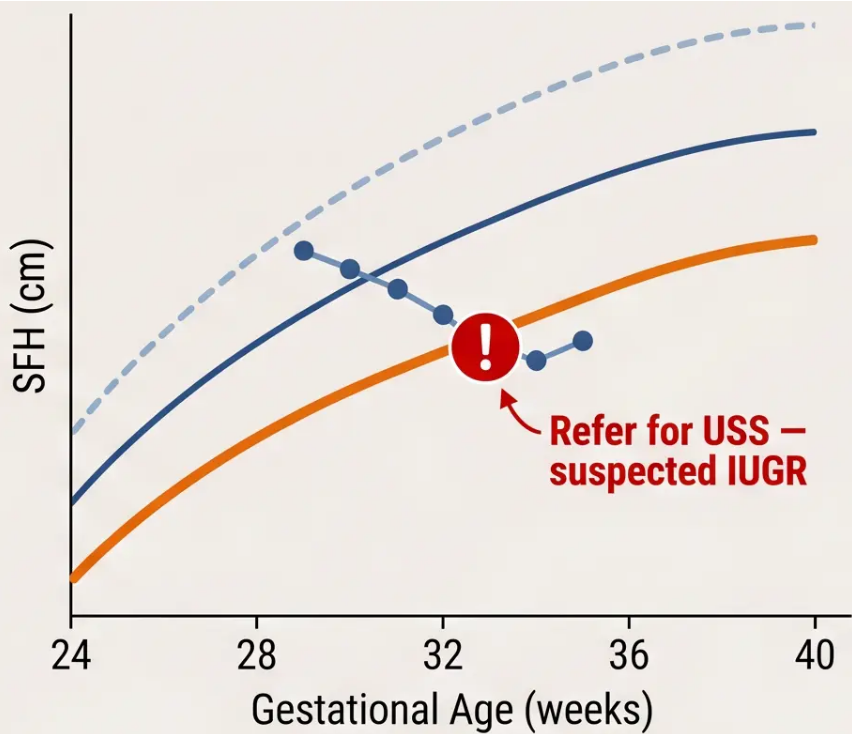 SFH (cm)
!
Refer for USS –
suspected IUGR
24 28 32 36 40
Gestational Age (weeks)